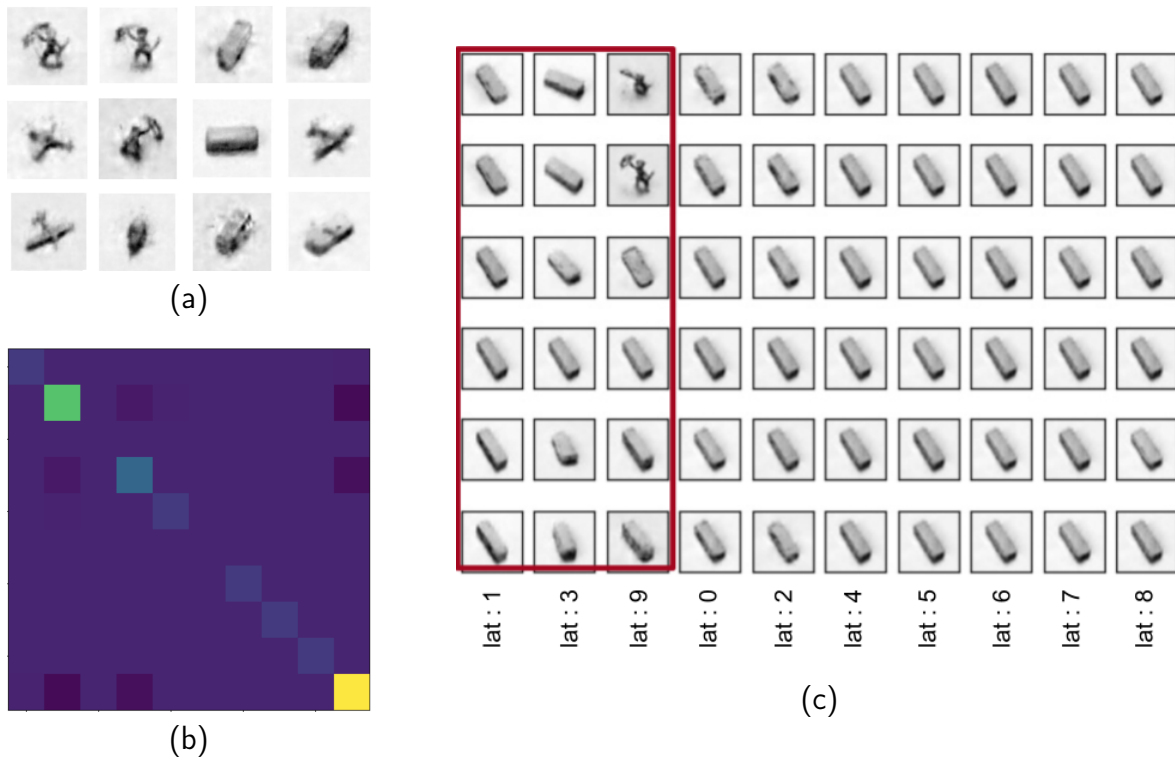 (a)
(b)
lat : 1
lat : 3
lat : 9
lat : 0
lat : 2
lat : 4
lat : 5
lat : 6
lat : 7
lat : 8
(c)